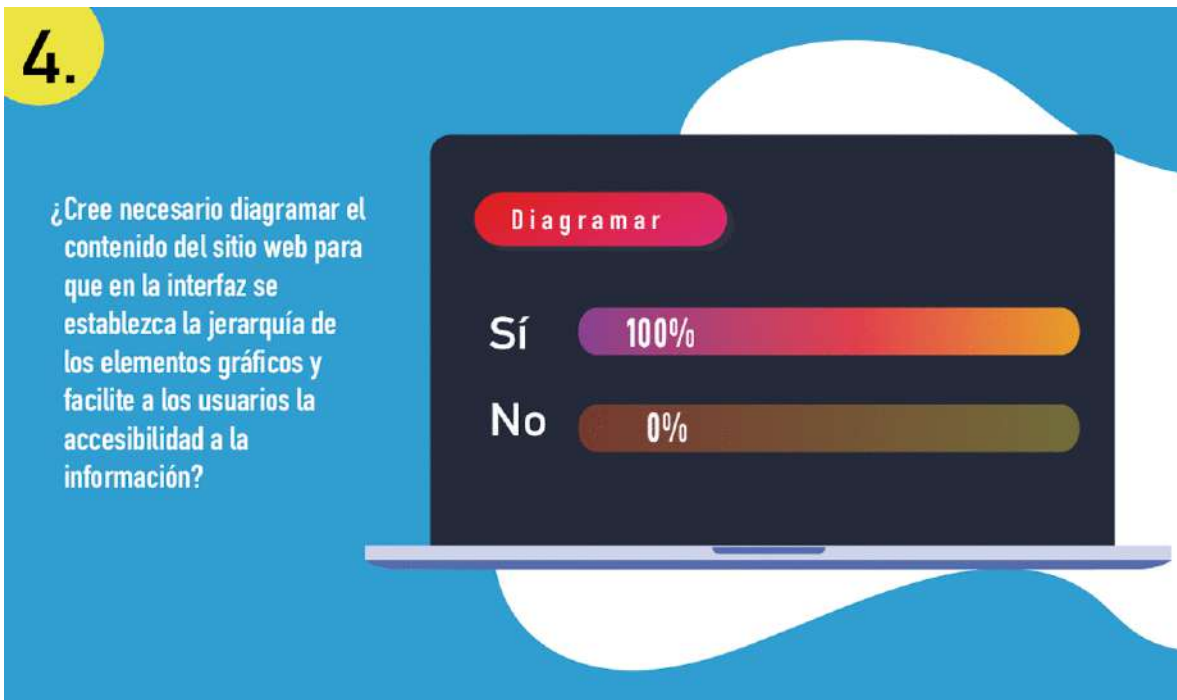 4.
¿Cree necesario diagramar el
contenido del sitio web para
que en la interfaz se
establezca la jerarquía de
los elementos gráficos y
facilite a los usuarios la
accesibilidad a la
información?
Diagramar
Sí 100%
No 0%